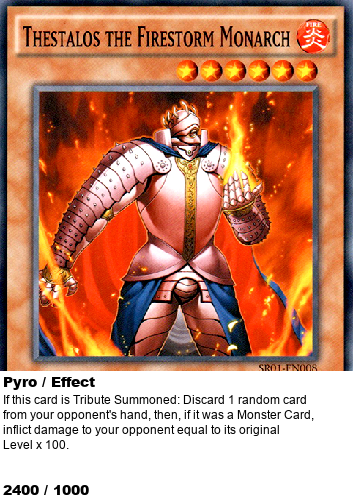 Thestalos the Firestorm Monarch
FIRE
炎
SR01-EN008
Pyro / Effect
If this card is Tribute Summoned: Discard 1 random card
from your opponent's hand, then, if it was a Monster Card,
inflict damage to your opponent equal to its original
Level x 100.
2400 / 1000